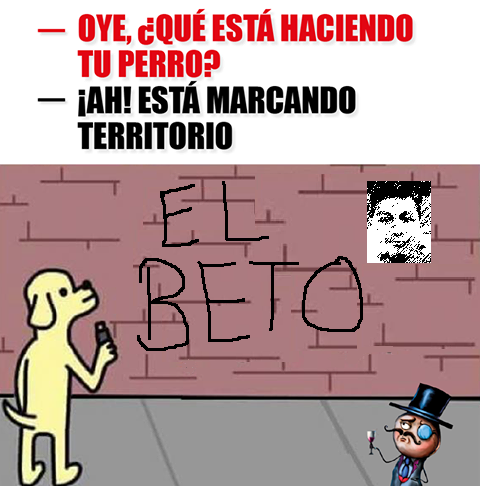 — OYE, ¿QUÉ ESTÁ HACIENDO
TU PERRO?
— ¡AH! ESTÁ MARCANDO
TERRITORIO
EL
BETO